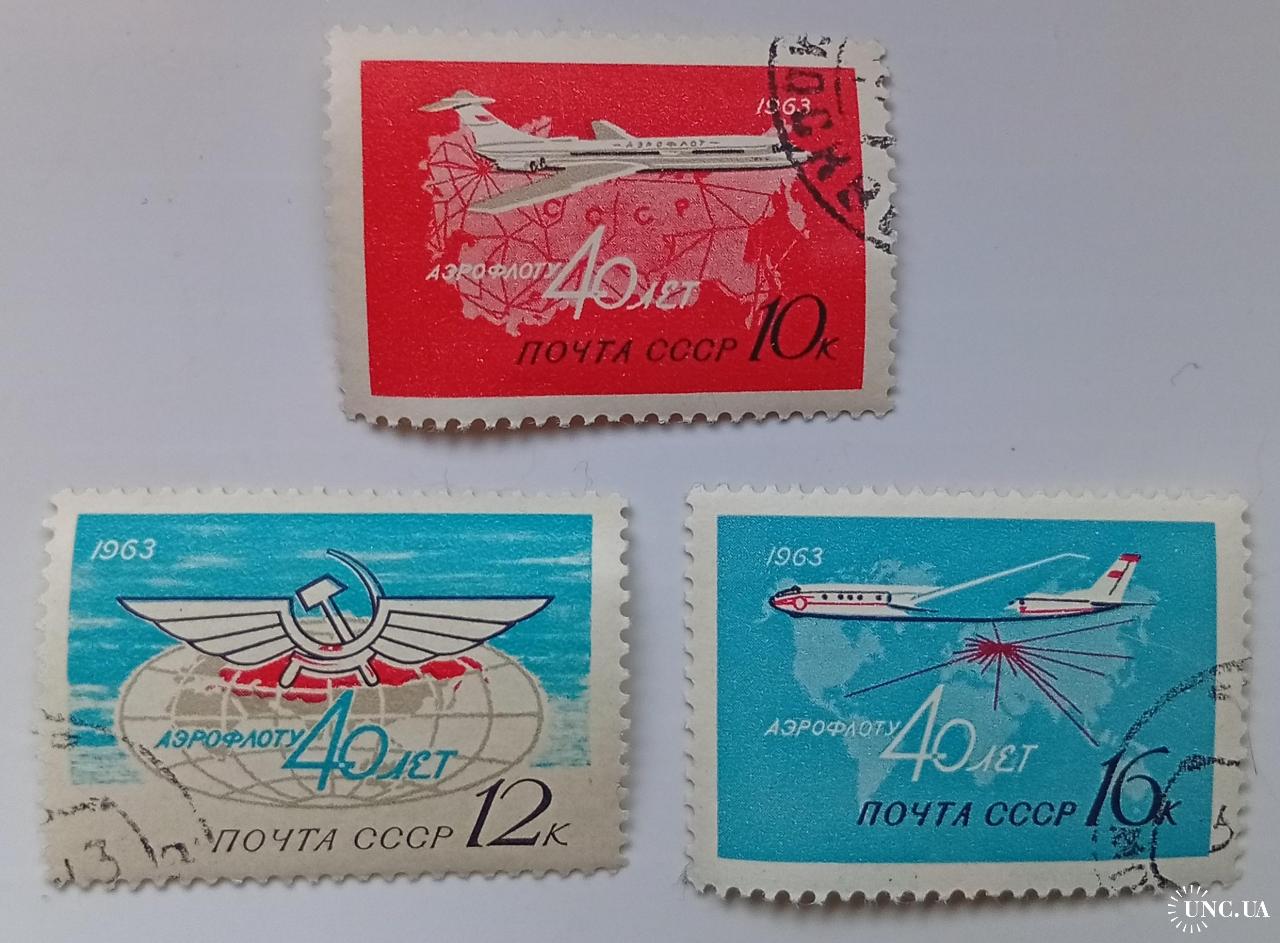 1963
АЭРОФЛОТ
СССР
АЭРОФЛОТУ 40 ЛЕТ
ПОЧТА СССР 10К
МОСКВА
1963
АЭРОФЛОТУ 40 ЛЕТ
ПОЧТА СССР 12К
1963
АЭРОФЛОТУ 40 ЛЕТ
ПОЧТА СССР 16К
UNC.UA